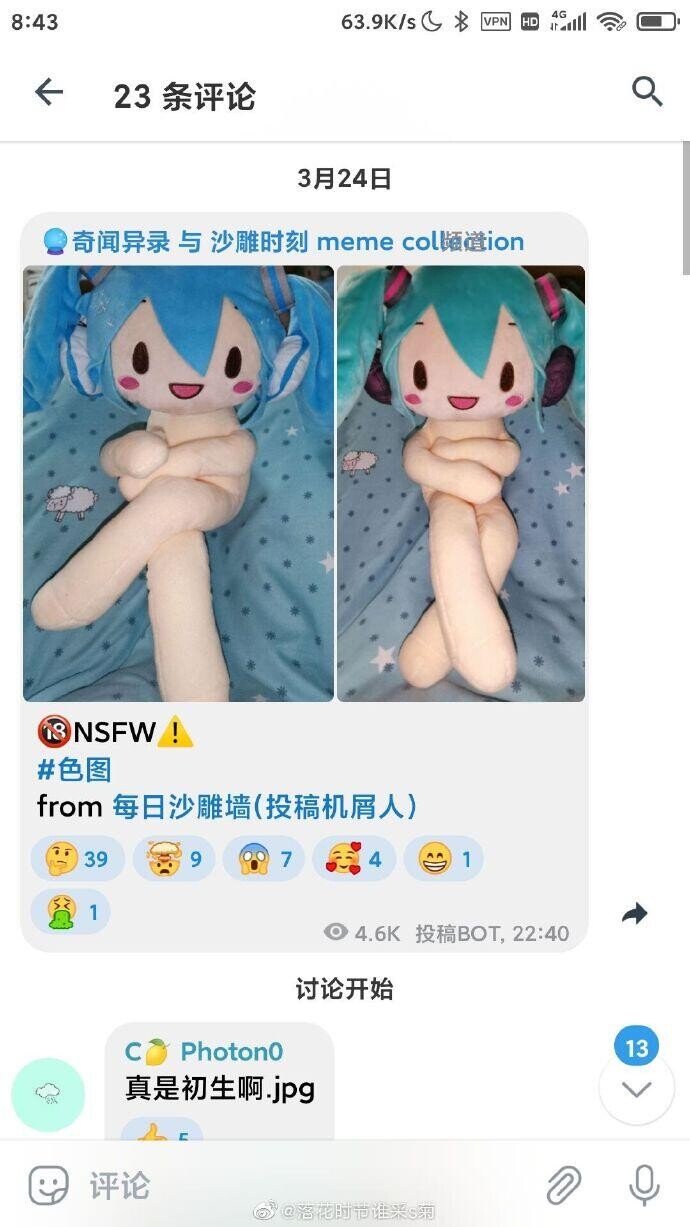 8:43 63.9K/s VPN HD 4G
23 条评论
3月24日
🔮奇闻异录 与 沙雕时刻 meme collection 频道
🔞NSFW⚠️
#色图
from 每日沙雕墙(投稿机屑人)
🤔 39 🤯 9 😱 7 🥰 4 😁 1
🤮 1
4.6K 投稿BOT, 22:40
讨论开始
C🍋 Photon0
真是初生啊.jpg
👍 5
13
评论
@落花时节谁采s菊